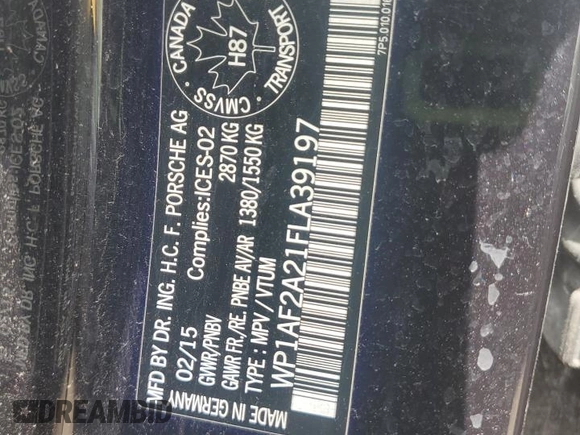 MFD BY DR. ING. H.C. F. PORSCHE AG
02/15 Complies:ICES-02
GWR/PNBV 2870 KG
GAWR FR./RE. PNBE AV/AR 1380/1550 KG
TYPE : MPV / VTUM
WP1AF2A21FLA39197
MADE IN GERMANY
CANADA
H87
CMVSS
TRANSPORT
DREAMBID